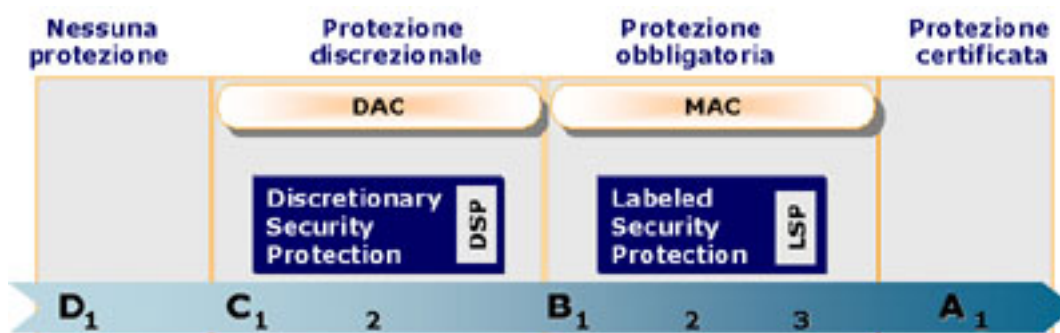 Nessuna
protezione
Protezione
discrezionale
Protezione
obbligatoria
Protezione
certificata
DAC
MAC
Discretionary
Security
Protection
DSP
Labeled
Security
Protection
LSP
D1 C1 2 B1 2 3 A1